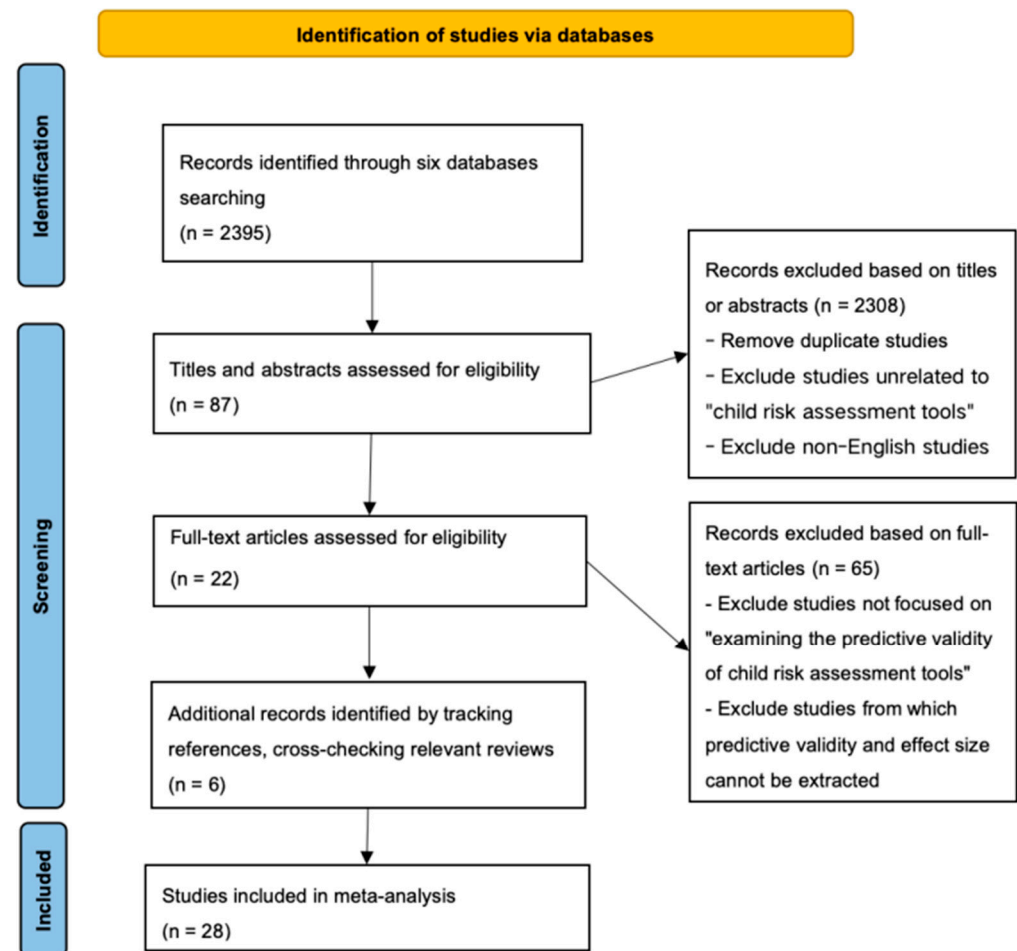 Identification of studies via databases
Identification
Records identified through six databases
searching
(n = 2395)
Records excluded based on titles
or abstracts (n = 2308)
- Remove duplicate studies
- Exclude studies unrelated to
"child risk assessment tools"
- Exclude non-English studies
Screening
Titles and abstracts assessed for eligibility
(n = 87)
Full-text articles assessed for eligibility
(n = 22)
Records excluded based on full-
text articles (n = 65)
- Exclude studies not focused on
"examining the predictive validity
of child risk assessment tools"
- Exclude studies from which
predictive validity and effect size
cannot be extracted
Additional records identified by tracking
references, cross-checking relevant reviews
(n = 6)
Included
Studies included in meta-analysis
(n = 28)